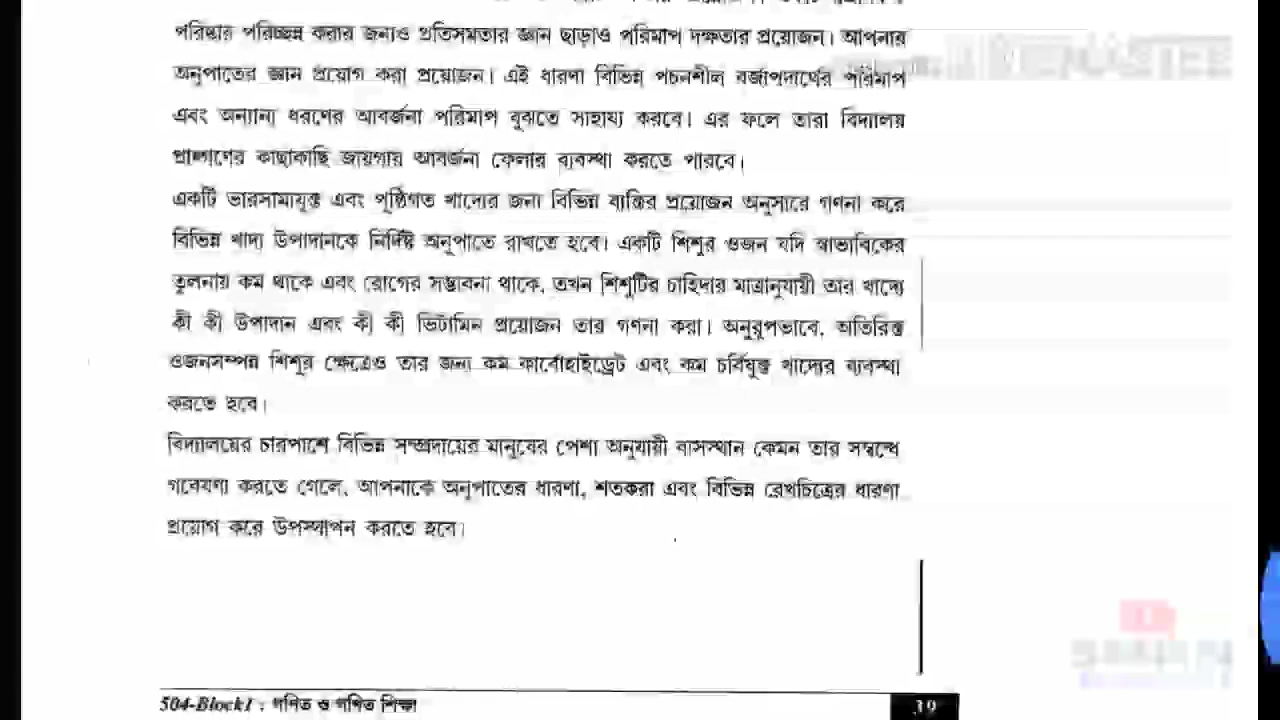 পরিষ্কার পরিচ্ছন্ন করার জন্যও প্রতিসমতার জ্ঞান ছাড়াও পরিমাপ দক্ষতার প্রয়োজন। আপনার
অনুপাতের জ্ঞান প্রয়োগ করা প্রয়োজন। এই ধারণা বিভিন্ন পচনশীল বর্জ্যপদার্থের পরিমাপ
এবং অন্যান্য ধরণের আবর্জনা পরিমাপ বুঝতে সাহায্য করবে। এর ফলে তারা বিদ্যালয়
প্রাঙ্গণের কাছাকাছি জায়গায় আবর্জনা ফেলার ব্যবস্থা করতে পারবে।
একটি ভারসাম্যযুক্ত এবং পুষ্ঠিগত খাদ্যের জন্য বিভিন্ন ব্যক্তির প্রয়োজন অনুসারে গণনা করে
বিভিন্ন খাদ্য উপাদানকে নির্দিষ্ট অনুপাতে রাখতে হবে। একটি শিশুর ওজন যদি স্বাভাবিকের
তুলনায় কম থাকে এবং রোগের সম্ভাবনা থাকে, তখন শিশুটির চাহিদার মাত্রানুযায়ী তার খাদ্যে
কী কী উপাদান এবং কী কী ভিটামিন প্রয়োজন তার গণনা করা। অনুরূপভাবে, অতিরিক্ত
ওজনসম্পন্ন শিশুর ক্ষেত্রেও তার জন্য কম কার্বোহাইড্রেট এবং কম চর্বিযুক্ত খাদ্যের ব্যবস্থা
করতে হবে।
বিদ্যালয়ের চারপাশে বিভিন্ন সম্প্রদায়ের মানুষের পেশা অনুযায়ী বাসস্থান কেমন তার সম্বন্ধে
গবেষণা করতে গেলে, আপনাকে অনুপাতের ধারণা, শতকরা এবং বিভিন্ন রেখচিত্রের ধারণা
প্রয়োগ করে উপস্থাপন করতে হবে।
504-Block1 : গণিত ও গণিত শিক্ষা
39